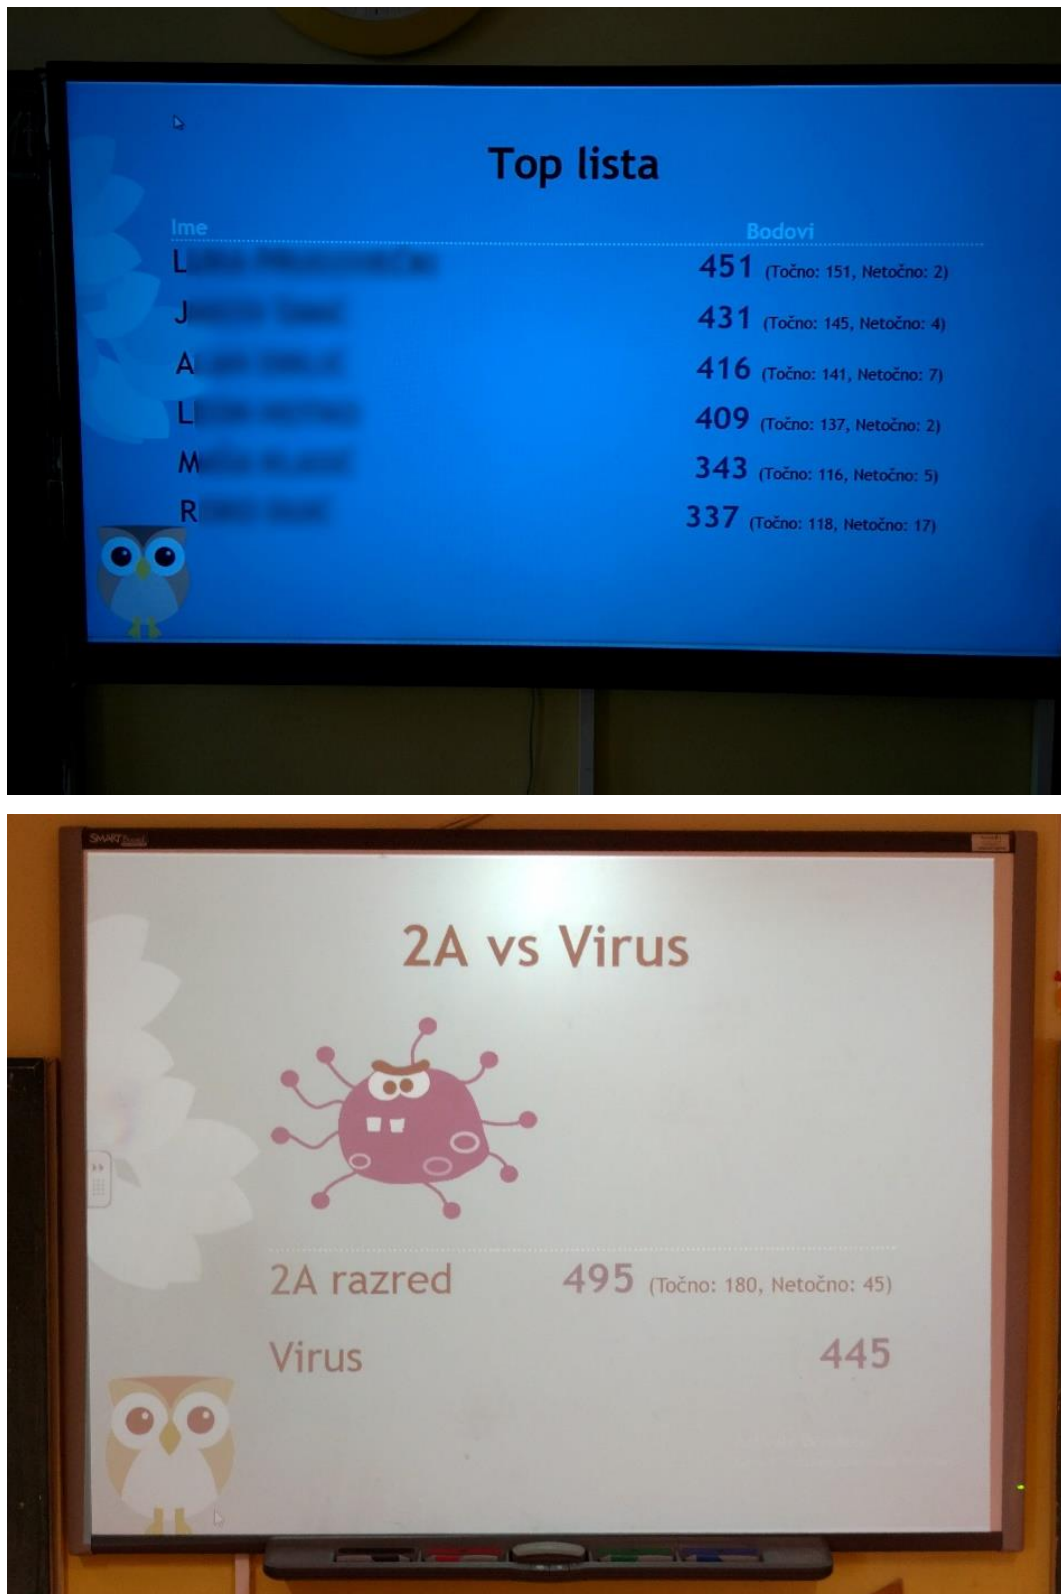 Top lista
Ime Bodovi
L 451 (Točno: 151, Netočno: 2)
J 431 (Točno: 145, Netočno: 4)
A 416 (Točno: 141, Netočno: 7)
L 409 (Točno: 137, Netočno: 2)
M 343 (Točno: 116, Netočno: 5)
R 337 (Točno: 118, Netočno: 17)
SMART
2A vs Virus
2A razred 495 (Točno: 180, Netočno: 45)
Virus 445